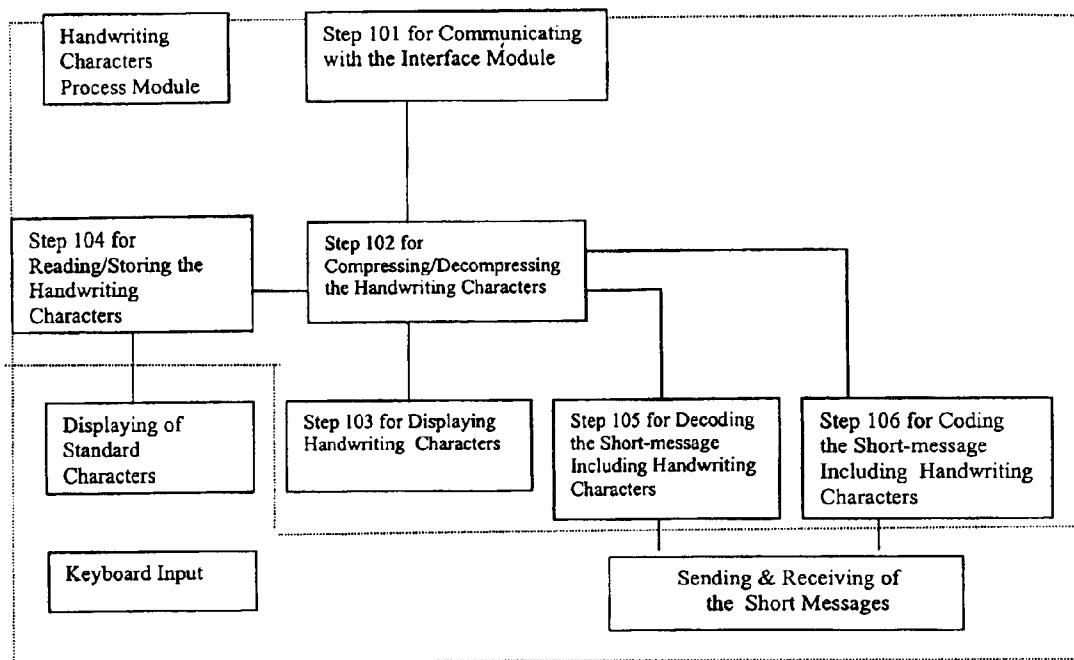 Handwriting
Characters
Process Module
Step 101 for Communicating
with the Interface Module
Step 104 for
Reading/Storing the
Handwriting
Characters
Step 102 for
Compressing/Decompressing
the Handwriting Characters
Displaying of
Standard
Characters
Step 103 for Displaying
Handwriting Characters
Step 105 for Decoding
the Short-message
Including Handwriting
Characters
Step 106 for Coding
the Short-message
Including Handwriting
Characters
Keyboard Input
Sending & Receiving of
the Short Messages